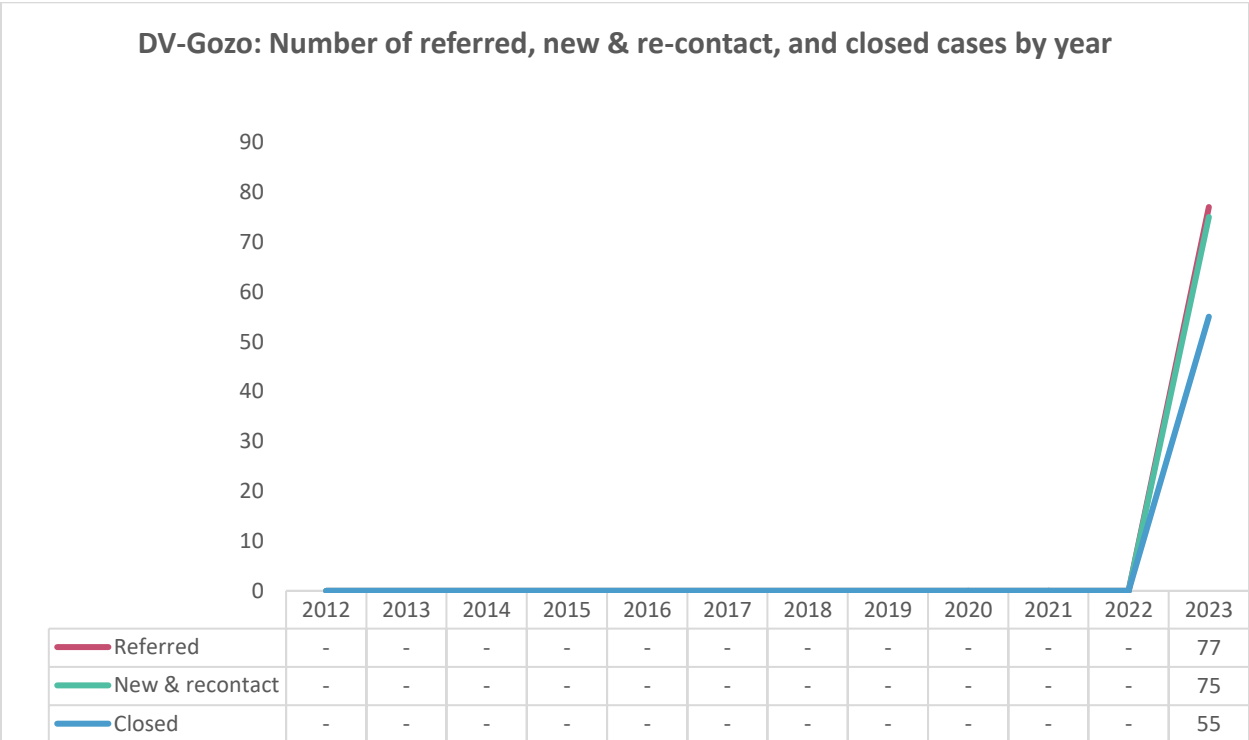 DV-Gozo: Number of referred, new & re-contact, and closed cases by year
90
80
70
60
50
40
30
20
10
0
2012 2013 2014 2015 2016 2017 2018 2019 2020 2021 2022 2023
Referred - - - - - - - - - - - 77
New & recontact - - - - - - - - - - - 75
Closed - - - - - - - - - - - 55